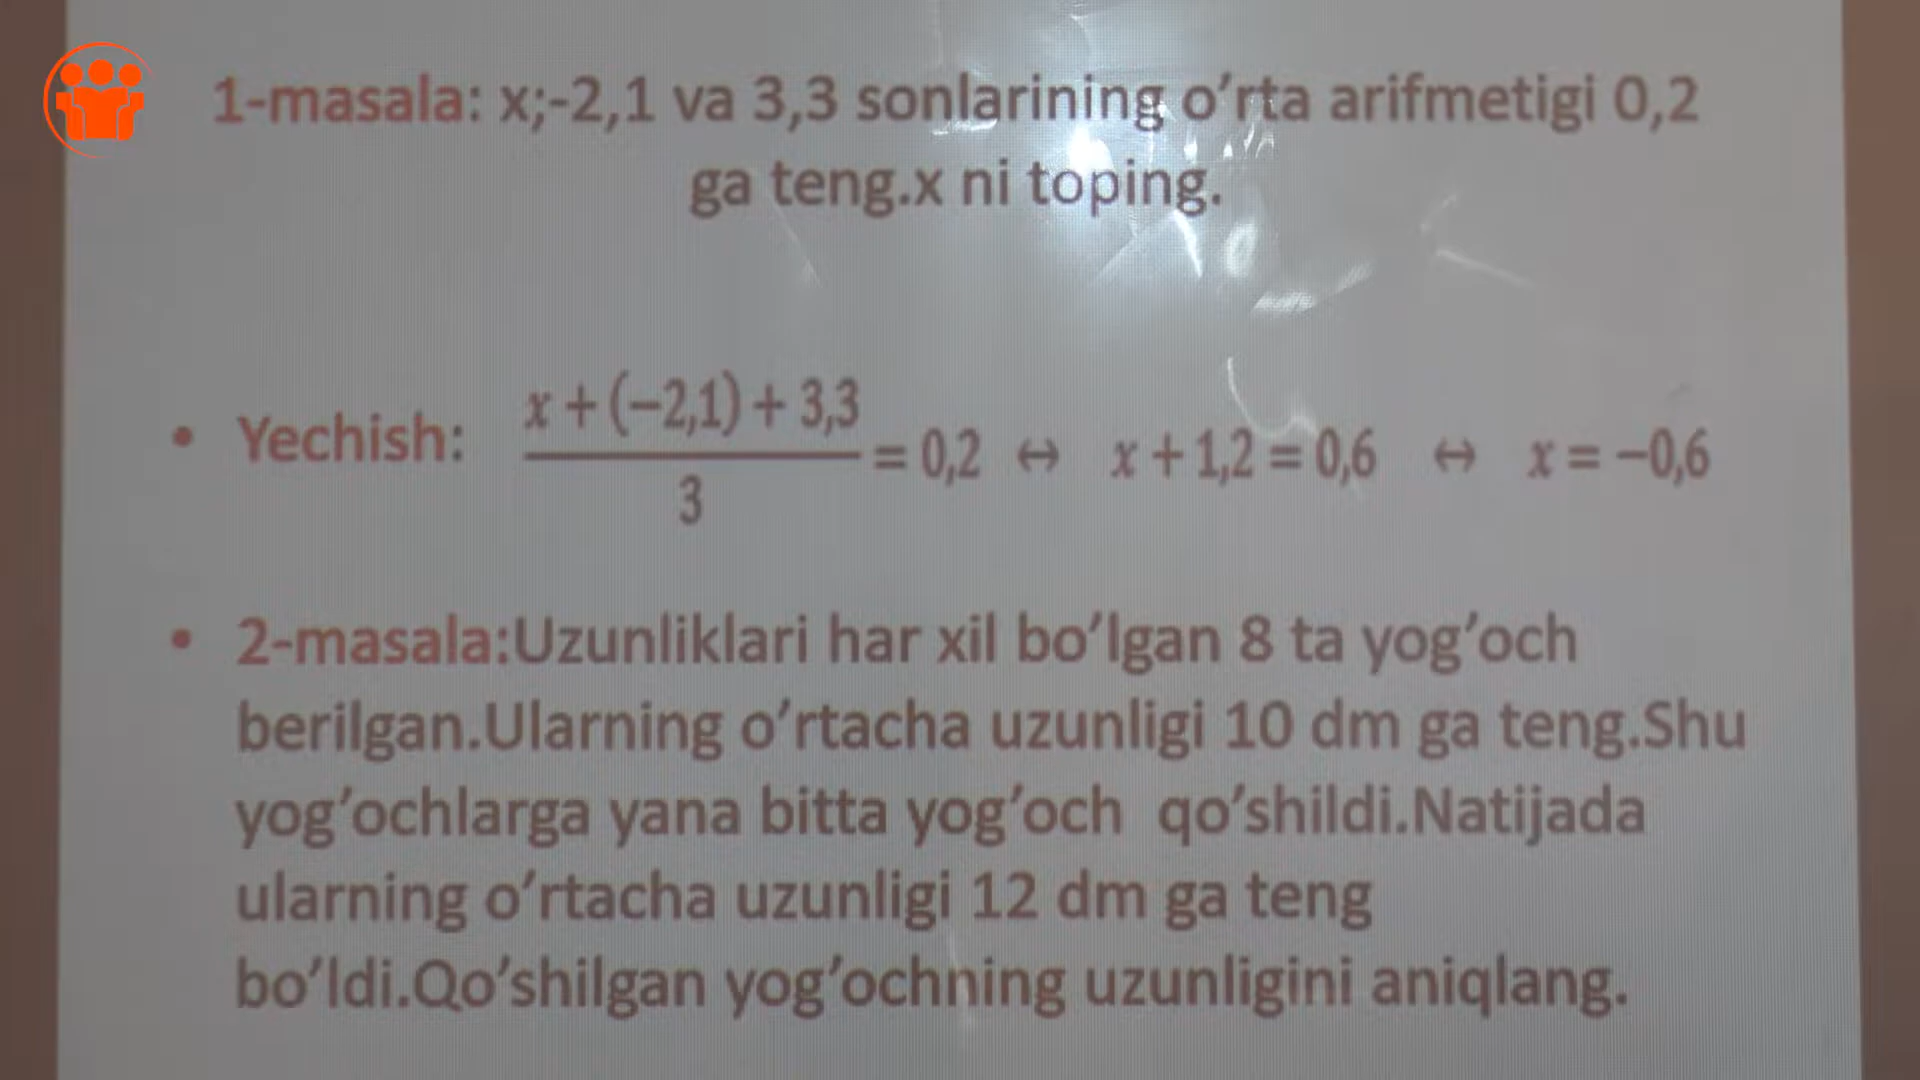 1-masala: x;-2,1 va 3,3 sonlarining o’rta arifmetigi 0,2
ga teng.x ni toping.
• Yechish: \frac{x + (−2,1) + 3,3}{3} = 0,2 ↔ x + 1,2 = 0,6 ↔ x = −0,6
• 2-masala:Uzunliklari har xil bo’lgan 8 ta yog’och
berilgan.Ularning o’rtacha uzunligi 10 dm ga teng.Shu
yog’ochlarga yana bitta yog’och qo’shildi.Natijada
ularning o’rtacha uzunligi 12 dm ga teng
bo’ldi.Qo’shilgan yog’ochning uzunligini aniqlang.